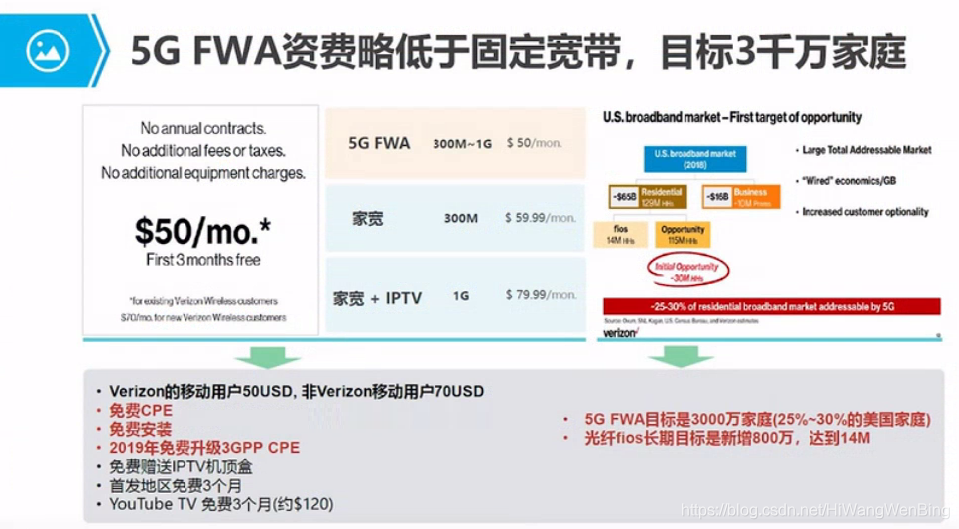 5G FWA资费略低于固定宽带，目标3千万家庭
No annual contracts.
No additional fees or taxes.
No additional equipment charges.
$50/mo.*
First 3 months free
*for existing Verizon Wireless customers
$70/mo. for new Verizon Wireless customers
5G FWA 300M~1G $ 50/mon.
家宽 300M $ 59.99/mon.
家宽 + IPTV 1G $ 79.99/mon.
U.S. broadband market – First target of opportunity
U.S. broadband market
(2018)
~$65B Residential
129M HHs
~$16B Business
~10M
fios
14M HHs
Opportunity
115M HHs
Initial Opportunity
~30M HHs
• Large Total Addressable Market
• “Wired” economics/GB
• Increased customer optionality
~25-30% of residential broadband market addressable by 5G
Source: Ovum, SNL Kagan, U.S. Census Bureau, and Verizon estimates
verizon✓
• Verizon的移动用户50USD, 非Verizon移动用户70USD
• 免费CPE
• 免费安装
• 2019年免费升级3GPP CPE
• 免费赠送IPTV机顶盒
• 首发地区免费3个月
• YouTube TV 免费3个月(约$120)
• 5G FWA目标是3000万家庭(25%~30%的美国家庭)
• 光纤fios长期目标是新增800万，达到14M
https://blog.csdn.net/HiWangWenBing